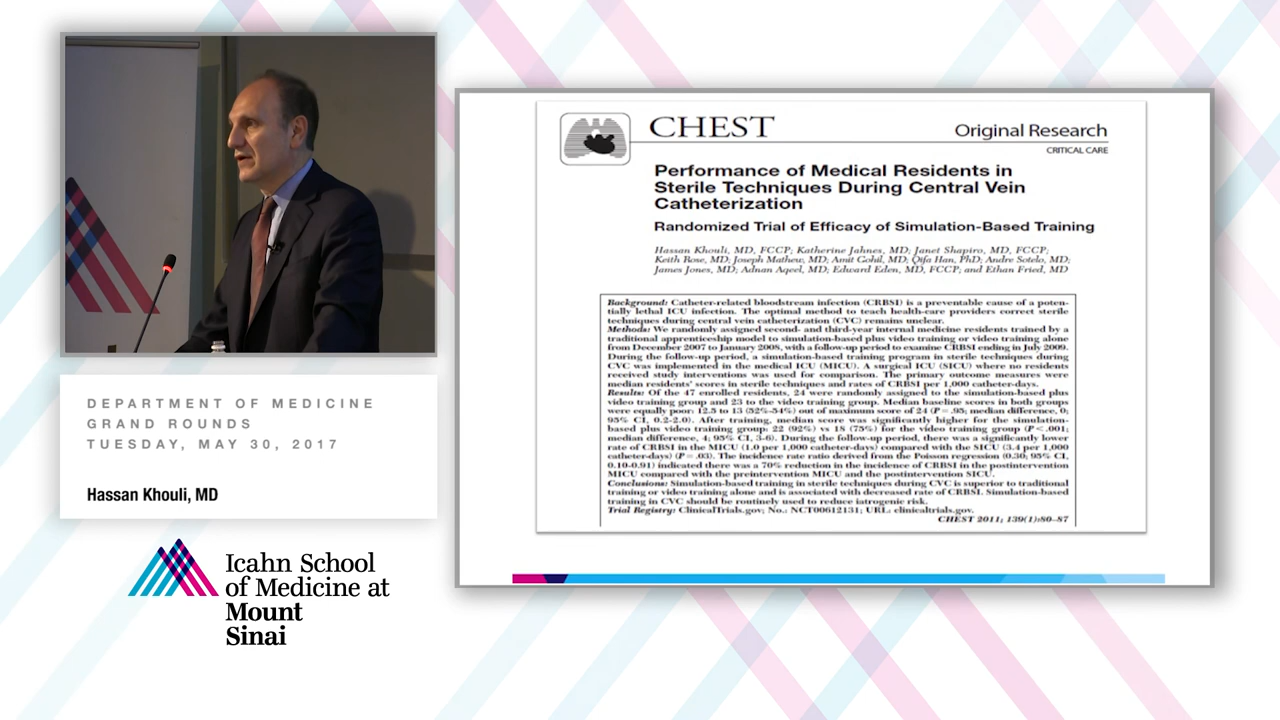 DEPARTMENT OF MEDICINE
GRAND ROUNDS
TUESDAY, MAY 30, 2017
Hassan Khouli, MD
Icahn School
of Medicine at
Mount
Sinai
CHEST
Original Research
CRITICAL CARE
Performance of Medical Residents in
Sterile Techniques During Central Vein
Catheterization
Randomized Trial of Efficacy of Simulation-Based Training
Hassan Khouli, MD, FCCP; Katherine Jahnes, MD; Janet Shapiro, MD, FCCP;
Keith Rose, MD; Joseph Mathew, MD; Amit Gohil, MD; Qifa Han, PhD; Andre Sotelo, MD;
James Jones, MD; Adnan Aqeel, MD; Edward Eden, MD, FCCP; and Ethan Fried, MD
Background: Catheter-related bloodstream infection (CRBSI) is a preventable cause of a poten-
tially lethal ICU infection. The optimal method to teach health-care providers correct sterile
techniques during central vein catheterization (CVC) remains unclear.
Methods: We randomly assigned second- and third-year internal medicine residents trained by a
traditional apprenticeship model to simulation-based plus video training or video training alone
from December 2007 to January 2008, with a follow-up period to examine CRBSI ending in July 2009.
During the follow-up period, a simulation-based training program in sterile techniques during
CVC was implemented in the medical ICU (MICU). A surgical ICU (SICU) where no residents
received study interventions was used for comparison. The primary outcome measures were
median residents' scores in sterile techniques and rates of CRBSI per 1,000 catheter-days.
Results: Of the 47 enrolled residents, 24 were randomly assigned to the simulation-based plus
video training group and 23 to the video training group. Median baseline scores in both groups
were equally poor: 12.5 to 13 (52%-54%) out of maximum score of 24 (P = .95; median difference, 0;
95% CI, 0.2-2.0). After training, median score was significantly higher for the simulation-
based plus video training group: 22 (92%) vs 18 (75%) for the video training group (P < .001;
median difference, 4; 95% CI, 3-6). During the follow-up period, there was a significantly lower
rate of CRBSI in the MICU (1.0 per 1,000 catheter-days) compared with the SICU (3.4 per 1,000
catheter-days) (P = .03). The incidence rate ratio derived from the Poisson regression (0.30; 95% CI,
0.10-0.91) indicated there was a 70% reduction in the incidence of CRBSI in the postintervention
MICU compared with the preintervention MICU and the postintervention SICU.
Conclusions: Simulation-based training in sterile techniques during CVC is superior to traditional
training or video training alone and is associated with decreased rate of CRBSI. Simulation-based
training in CVC should be routinely used to reduce iatrogenic risk.
Trial Registry: ClinicalTrials.gov; No.: NCT00612131; URL: clinicaltrials.gov.
CHEST 2011; 139(1):80–87